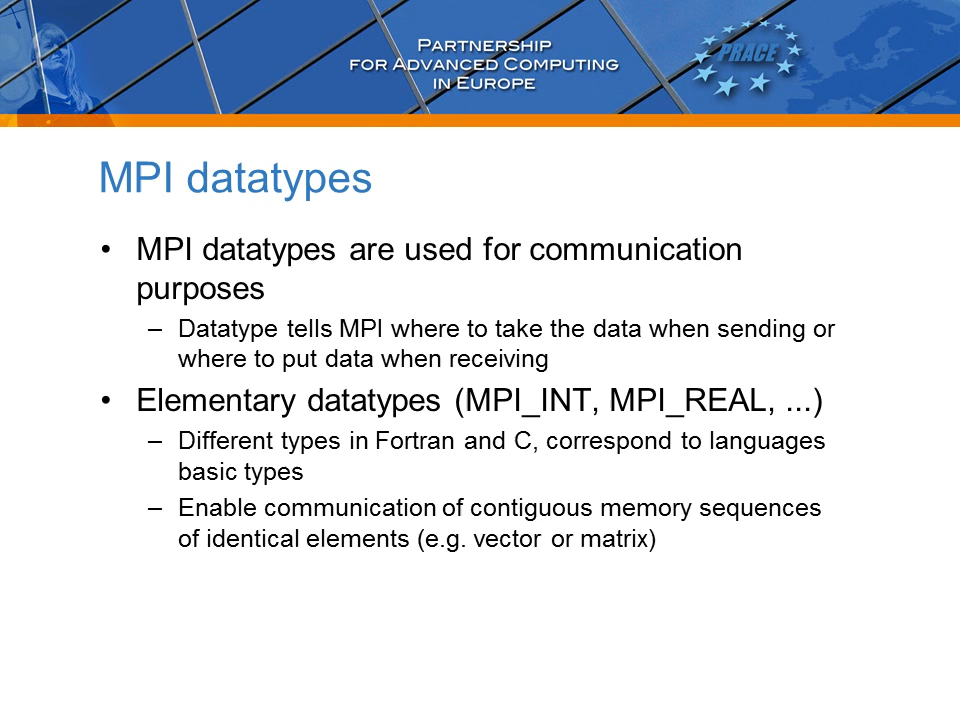 PARTNERSHIP
FOR ADVANCED COMPUTING
IN EUROPE
PRACE
MPI datatypes
• MPI datatypes are used for communication
purposes
– Datatype tells MPI where to take the data when sending or
where to put data when receiving
• Elementary datatypes (MPI_INT, MPI_REAL, ...)
– Different types in Fortran and C, correspond to languages
basic types
– Enable communication of contiguous memory sequences
of identical elements (e.g. vector or matrix)